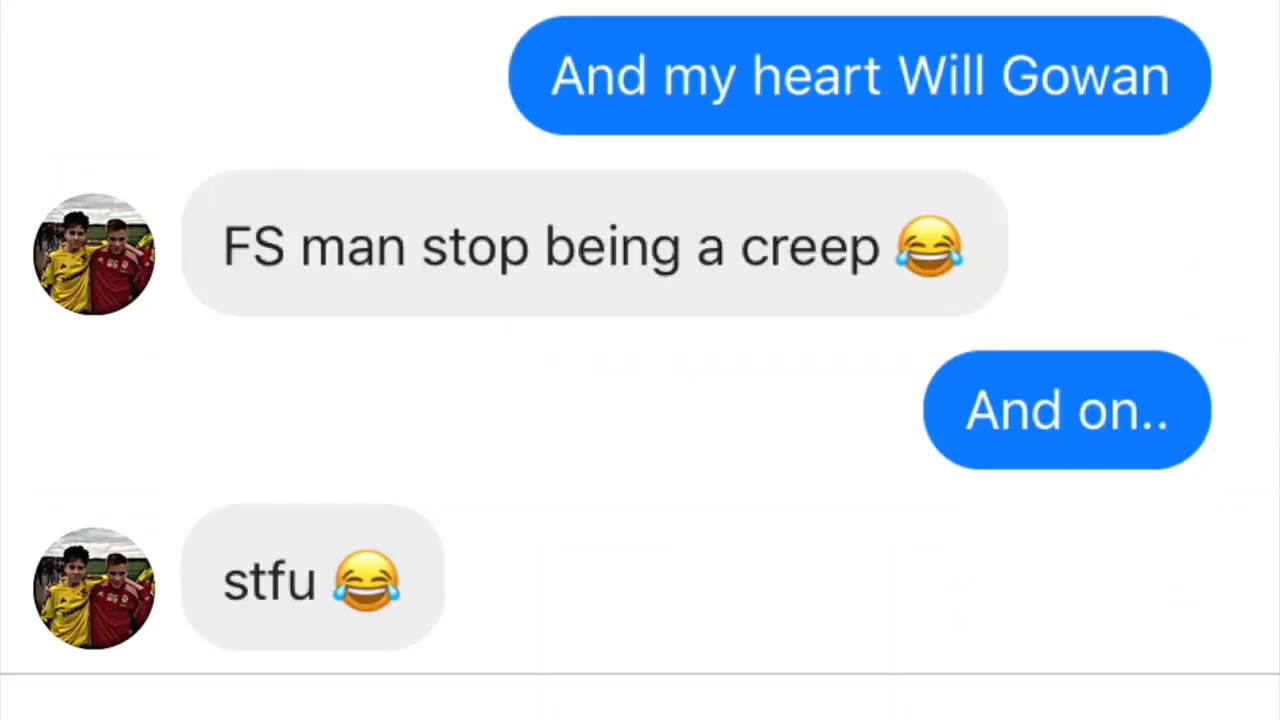 And my heart Will Gowan
FS man stop being a creep 😂
And on..
stfu 😂